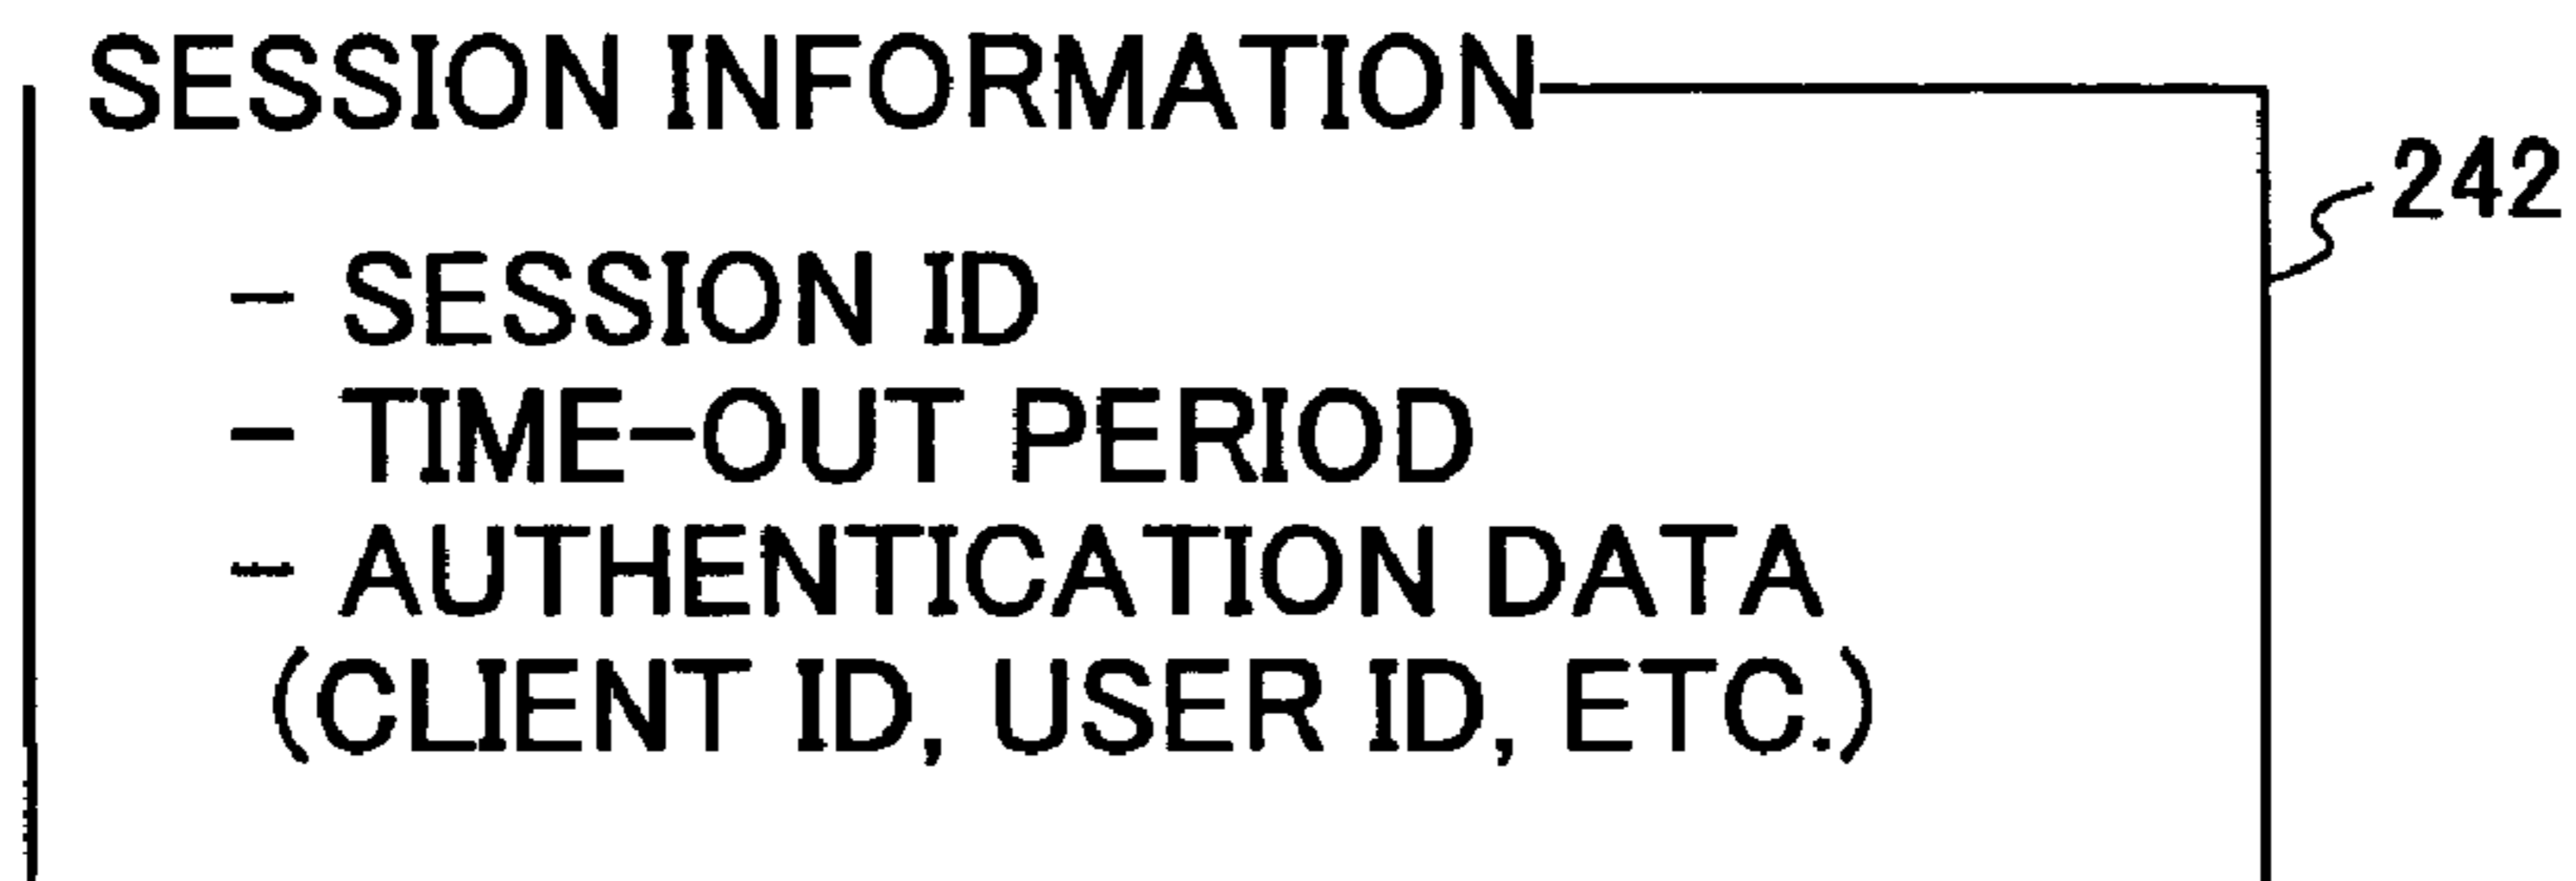 SESSION INFORMATION
242
- SESSION ID
- TIME-OUT PERIOD
- AUTHENTICATION DATA
(CLIENT ID, USER ID, ETC.)